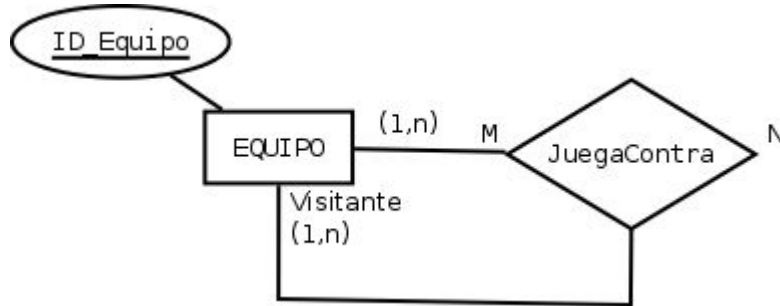 ID_Equipo
(1,n)
M
N
EQUIPO
JuegaContra
Visitante
(1,n)